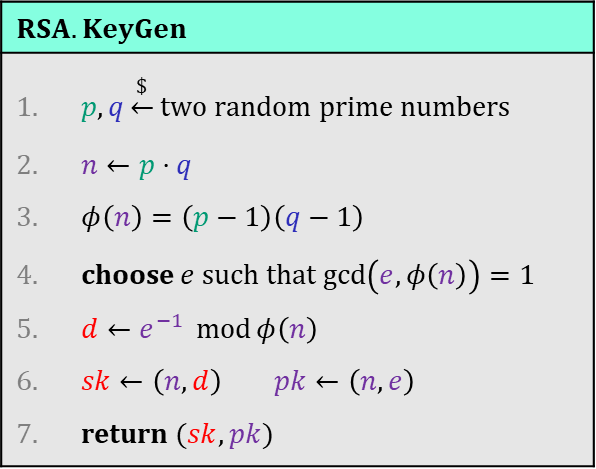 RSA. KeyGen
1. p, q $← two random prime numbers
2. n ← p · q
3. ϕ(n) = (p − 1)(q − 1)
4. choose e such that gcd(e, ϕ(n)) = 1
5. d ← e⁻¹ mod ϕ(n)
6. sk ← (n, d) pk ← (n, e)
7. return (sk, pk)